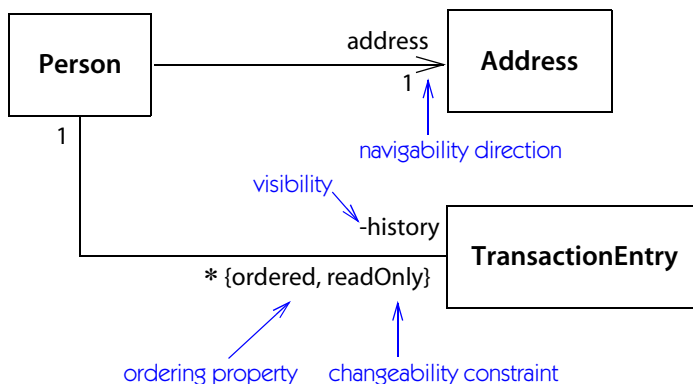 address
Person
Address
1
1
navigability direction
visibility
-history
TransactionEntry
* {ordered, readOnly}
ordering property
changeability constraint